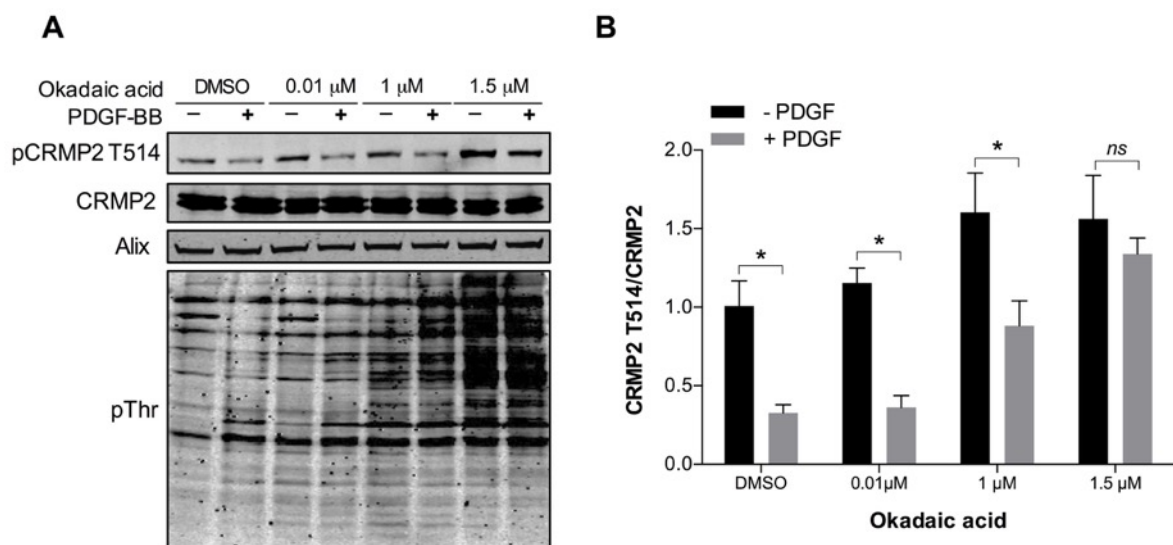 A
Okadaic acid DMSO 0.01 μM 1 μM 1.5 μM
PDGF-BB – + – + – + – +
pCRMP2 T514
CRMP2
Alix
pThr
B
- PDGF
+ PDGF
CRMP2 T514/CRMP2
2.0
1.5
1.0
0.5
0.0
* * * ns
DMSO 0.01μM 1 μM 1.5 μM
Okadaic acid